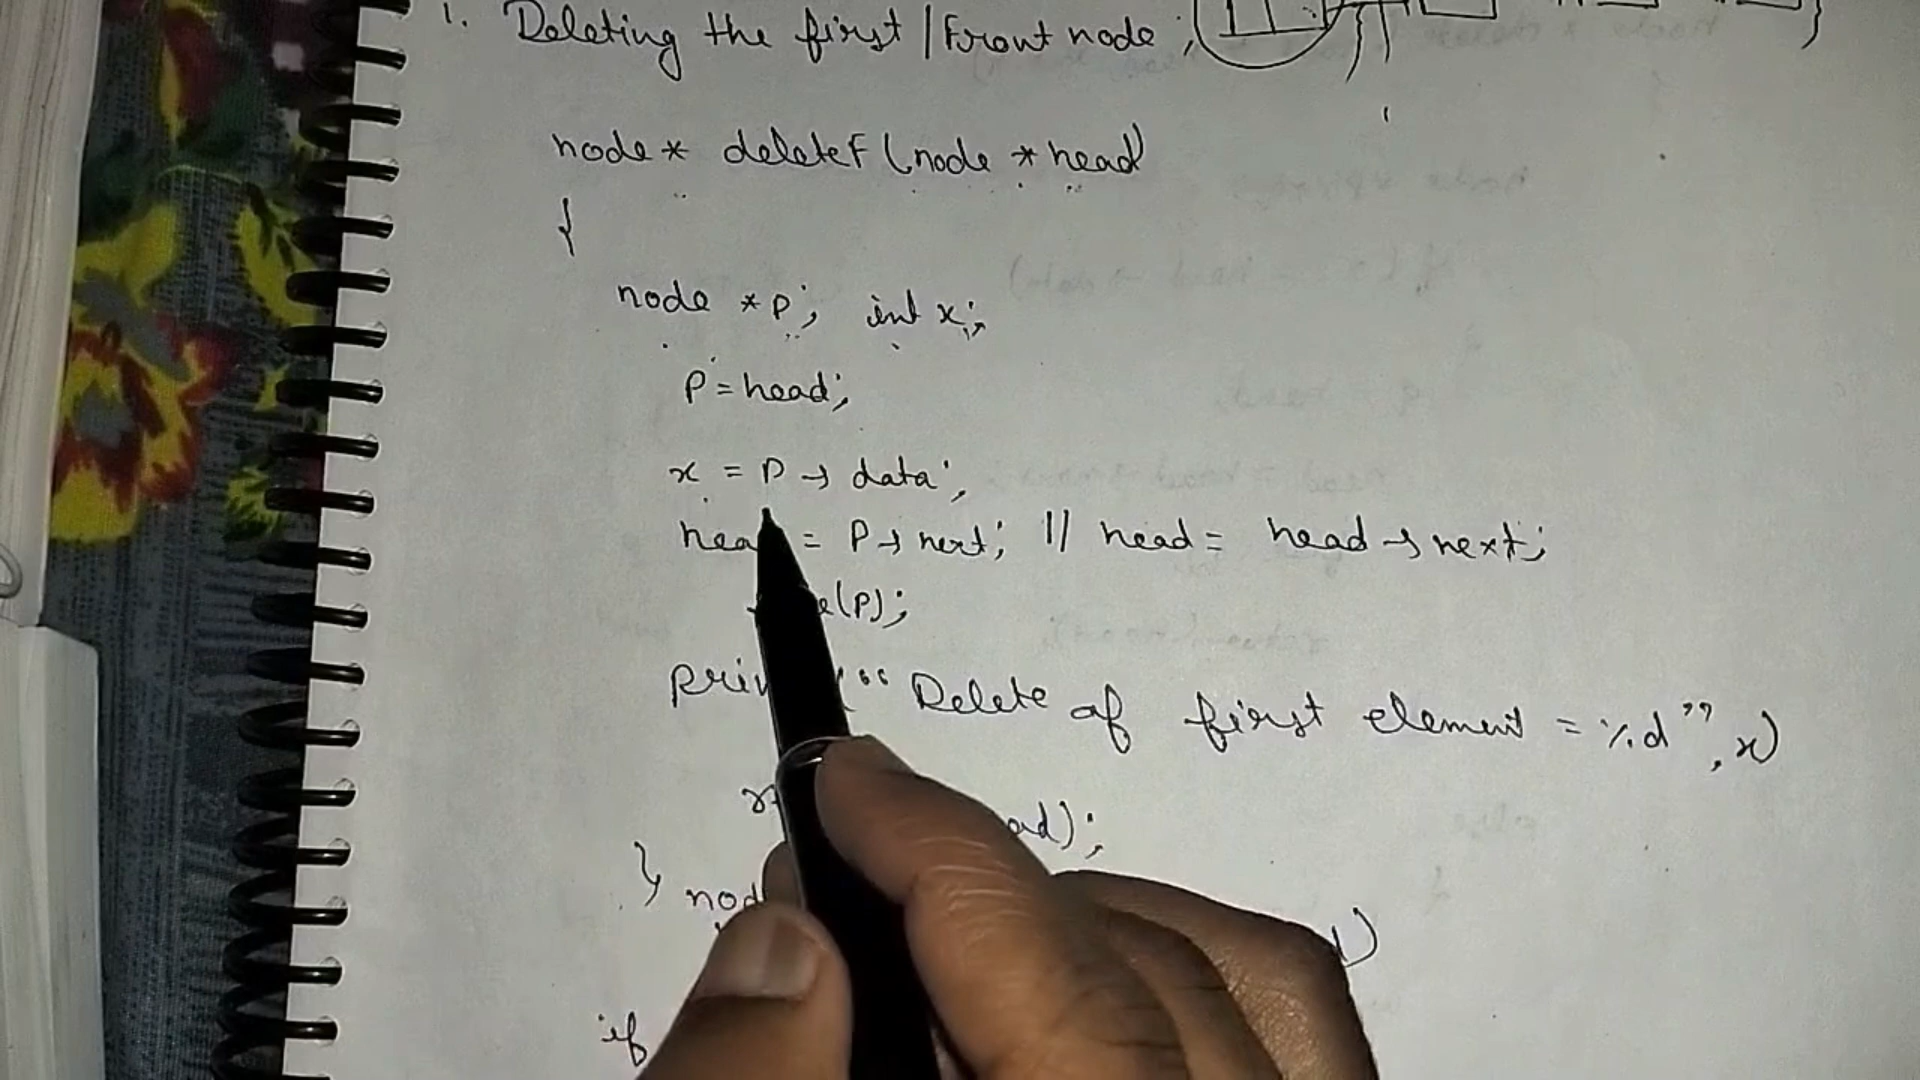 1. Deleting the first / Front node ;
node* deleteF (node *head)
{
node *P; int x;
P = head;
x = P → data;
= P → next; // head = head → next;
(P);
"Delete of first element = %d", x)
}
if